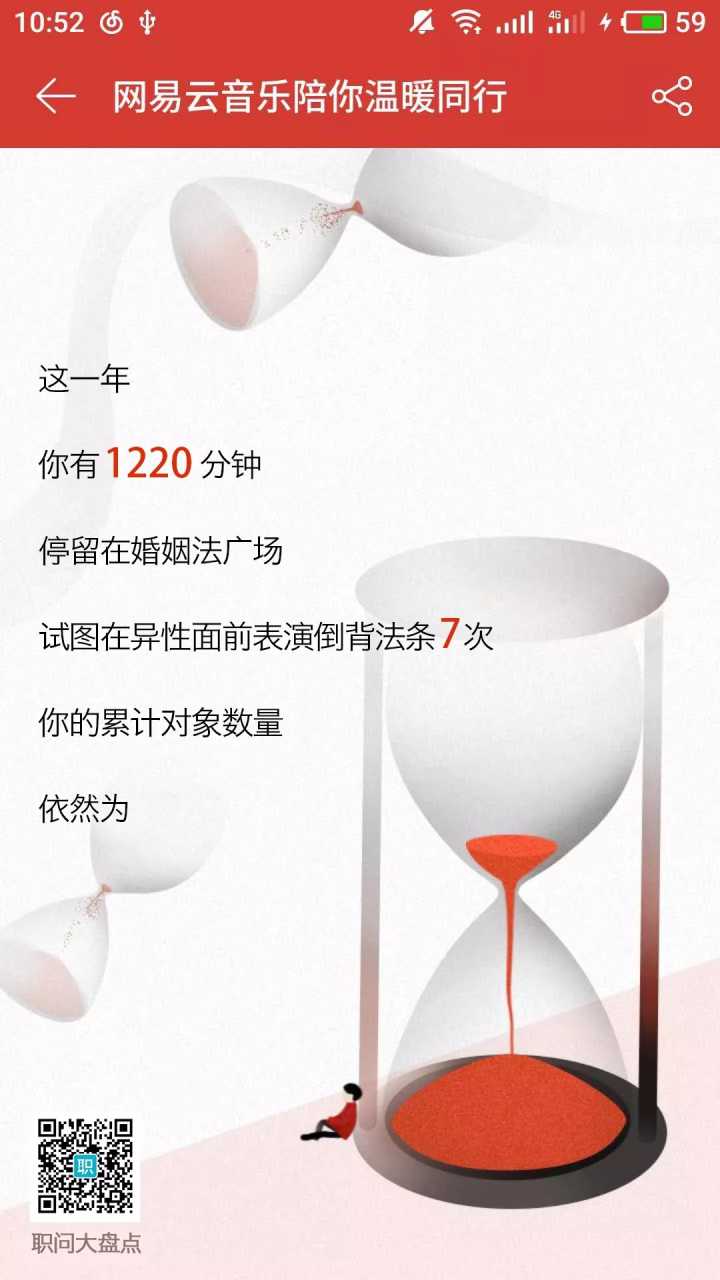 10:52
4G
59
网易云音乐陪你温暖同行
这一年
你有1220分钟
停留在婚姻法广场
试图在异性面前表演倒背法条7次
你的累计对象数量
依然为
职
职问大盘点